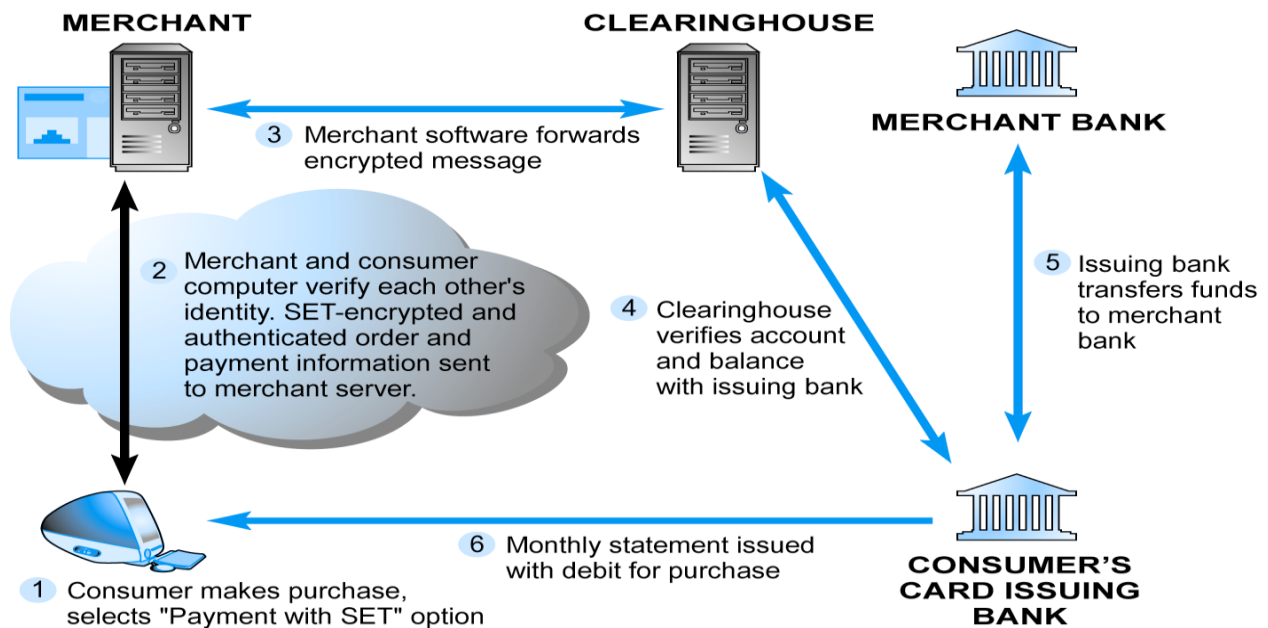 MERCHANT
CLEARINGHOUSE
MERCHANT BANK
3 Merchant software forwards
encrypted message
2 Merchant and consumer
computer verify each other's
identity. SET-encrypted and
authenticated order and
payment information sent
to merchant server.
4 Clearinghouse
verifies account
and balance
with issuing bank
5 Issuing bank
transfers funds
to merchant
bank
6 Monthly statement issued
with debit for purchase
CONSUMER'S
CARD ISSUING
BANK
1 Consumer makes purchase,
selects "Payment with SET" option